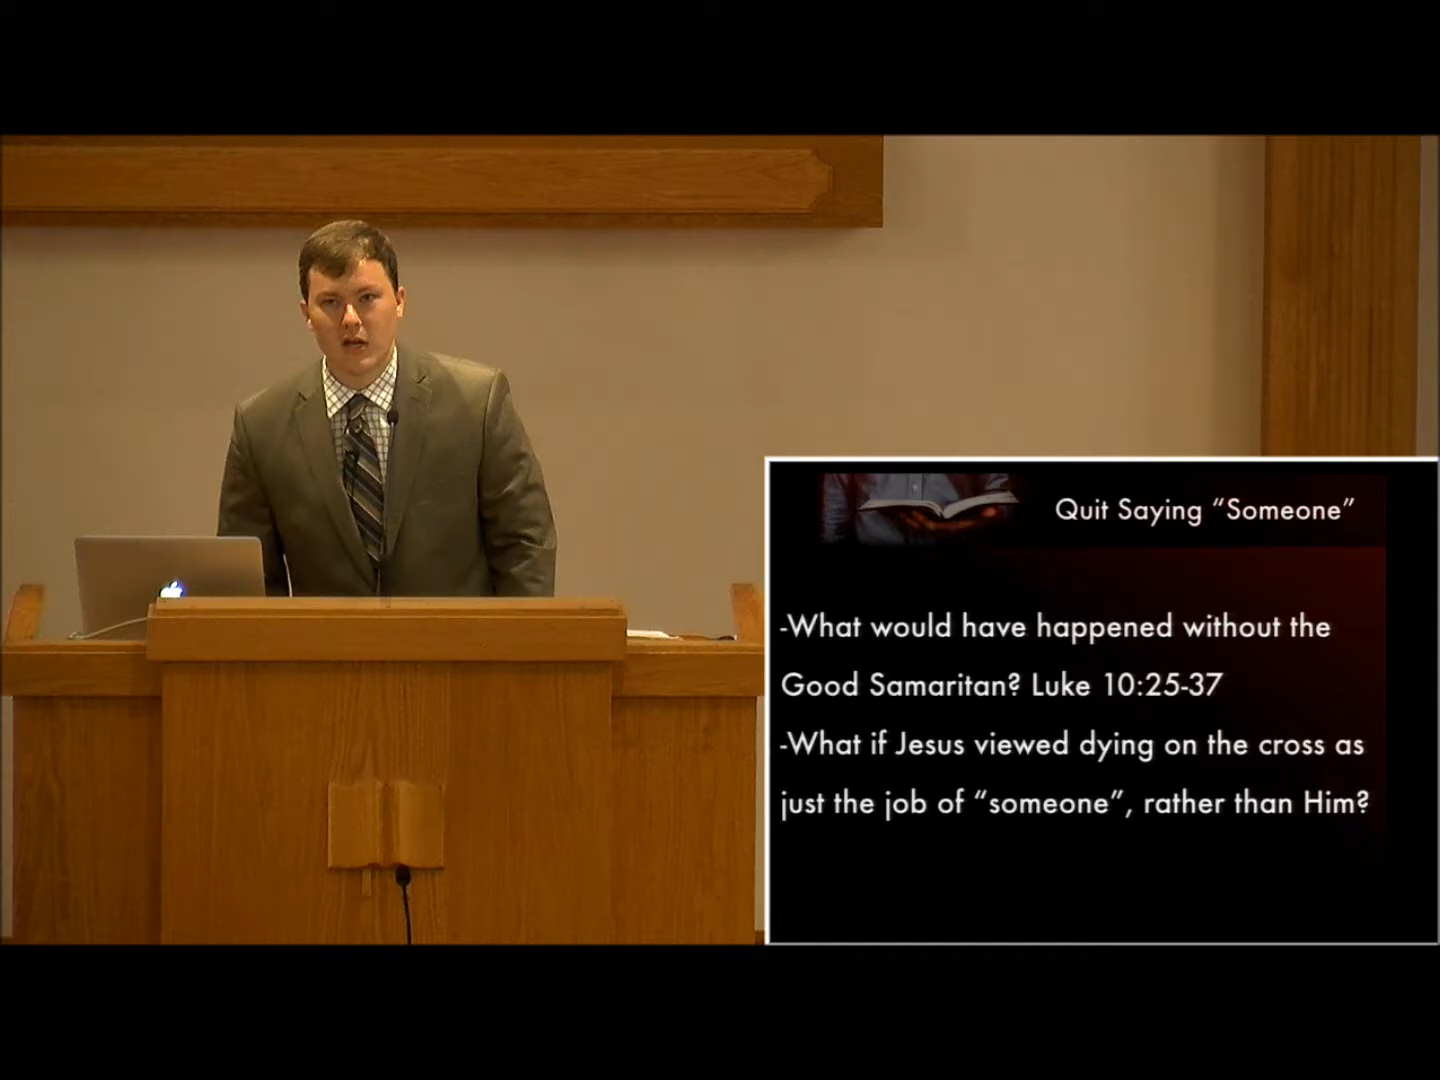 Quit Saying “Someone”
-What would have happened without the
Good Samaritan? Luke 10:25-37
-What if Jesus viewed dying on the cross as
just the job of “someone”, rather than Him?